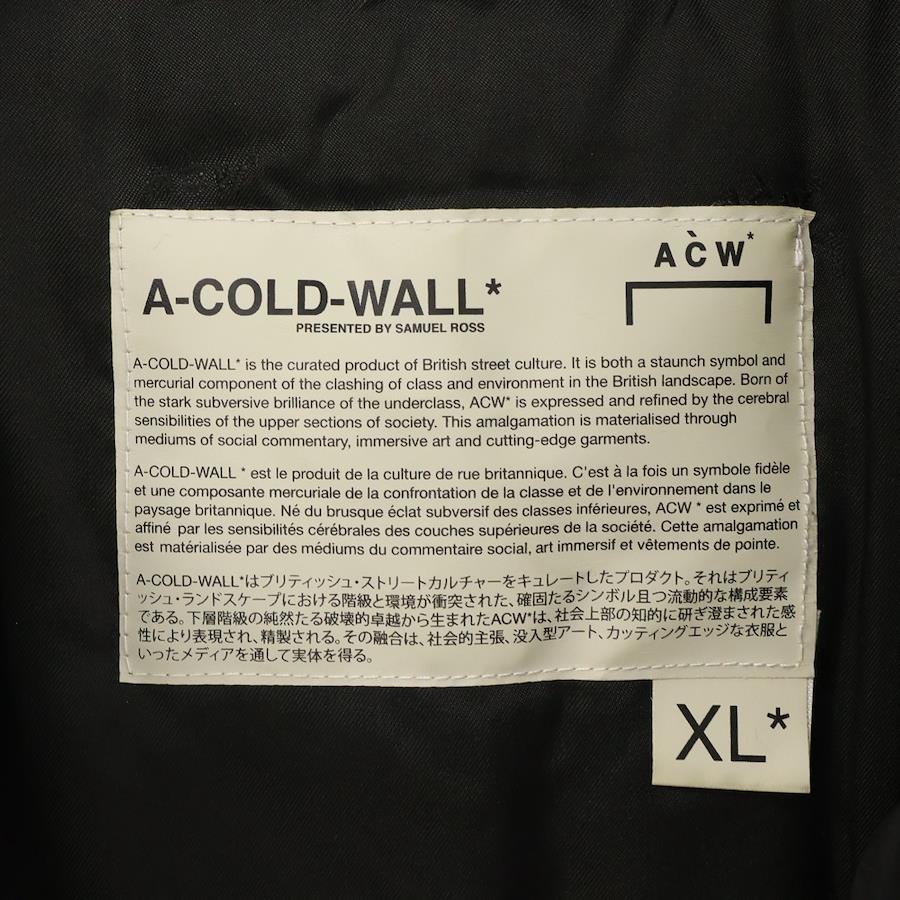 A-COLD-WALL*
PRESENTED BY SAMUEL ROSS
ÀCW*
A-COLD-WALL* is the curated product of British street culture. It is both a staunch symbol and
mercurial component of the clashing of class and environment in the British landscape. Born of
the stark subversive brilliance of the underclass, ACW* is expressed and refined by the cerebral
sensibilities of the upper sections of society. This amalgamation is materialised through
mediums of social commentary, immersive art and cutting-edge garments.
A-COLD-WALL * est le produit de la culture de rue britannique. C'est à la fois un symbole fidèle
et une composante mercuriale de la confrontation de la classe et de l'environnement dans le
paysage britannique. Né du brusque éclat subversif des classes inférieures, ACW * est exprimé et
affiné par les sensibilités cérébrales des couches supérieures de la société. Cette amalgamation
est matérialisée par des médiums du commentaire social, art immersif et vêtements de pointe.
A-COLD-WALL*はブリティッシュ・ストリートカルチャーをキュレートしたプロダクト。それはブリティ
ッシュ・ランドスケープにおける階級と環境が衝突された、確固たるシンボル且つ流動的な構成要素
である。下層階級の純然たる破壊的卓越から生まれたACW*は、社会上部の知的に研ぎ澄まされた感
性により表現され、精製される。その融合は、社会的主張、没入型アート、カッティングエッジな衣服と
いったメディアを通して実体を得る。
XL*